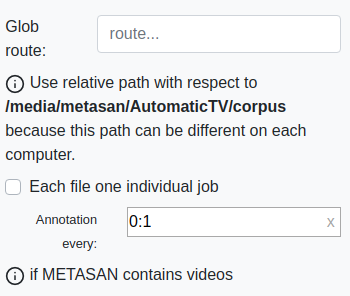 Glob route: route...
Use relative path with respect to
/media/metasan/AutomaticTV/corpus
because this path can be different on each
computer.
Each file one individual job
Annotation every: 0:1 x
if METASAN contains videos